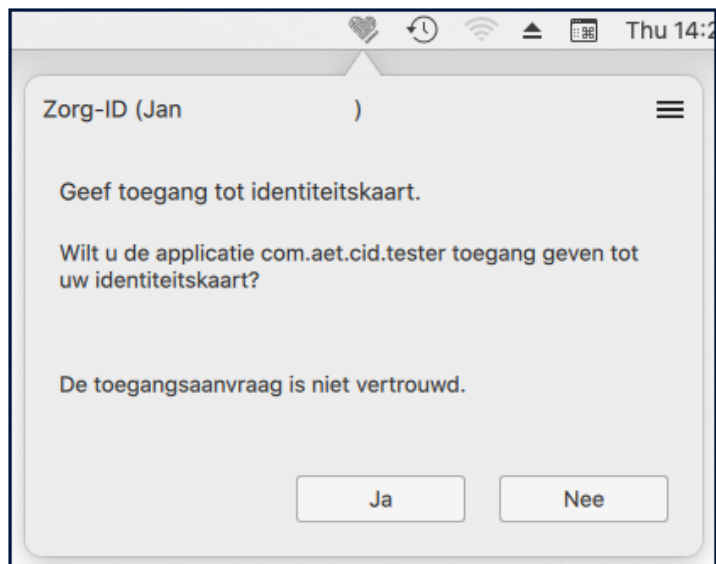 Thu 14:2
Zorg-ID (Jan )
Geef toegang tot identiteitskaart.
Wilt u de applicatie com.aet.cid.tester toegang geven tot
uw identiteitskaart?
De toegangsaanvraag is niet vertrouwd.
Ja
Nee